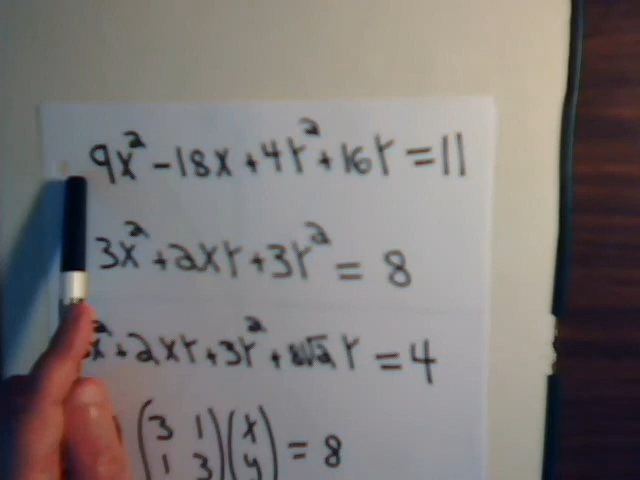 9x² - 18x + 4Y² + 16Y = 11
3x² + 2xY + 3Y² = 8
x² + 2xY + 3Y² + 8√2 Y = 4
) (3 1) (x) = 8
(1 3) (y)